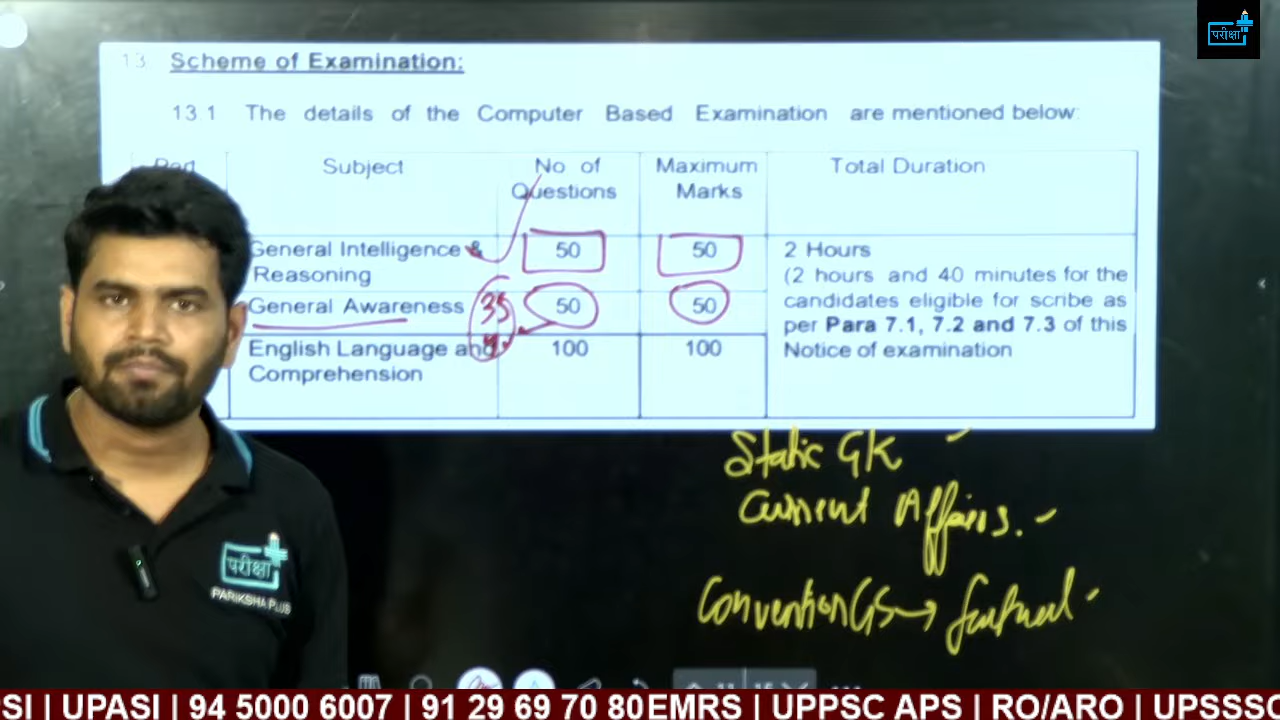 परीक्षा
13 Scheme of Examination:
13.1 The details of the Computer Based Examination are mentioned below:
Subject No of Questions Maximum Marks Total Duration
General Intelligence & Reasoning 50 50 2 Hours
(2 hours and 40 minutes for the candidates eligible for scribe as per Para 7.1, 7.2 and 7.3 of this Notice of examination
General Awareness 35 50 50
English Language and Comprehension 100 100
Static GK
Current Affairs.
Convention GS →
परीक्षा
PARIKSHA PLUS
SI | UPASI | 94 5000 6007 | 91 29 69 70 80EMRS | UPPSC APS | RO/ARO | UPSSSC